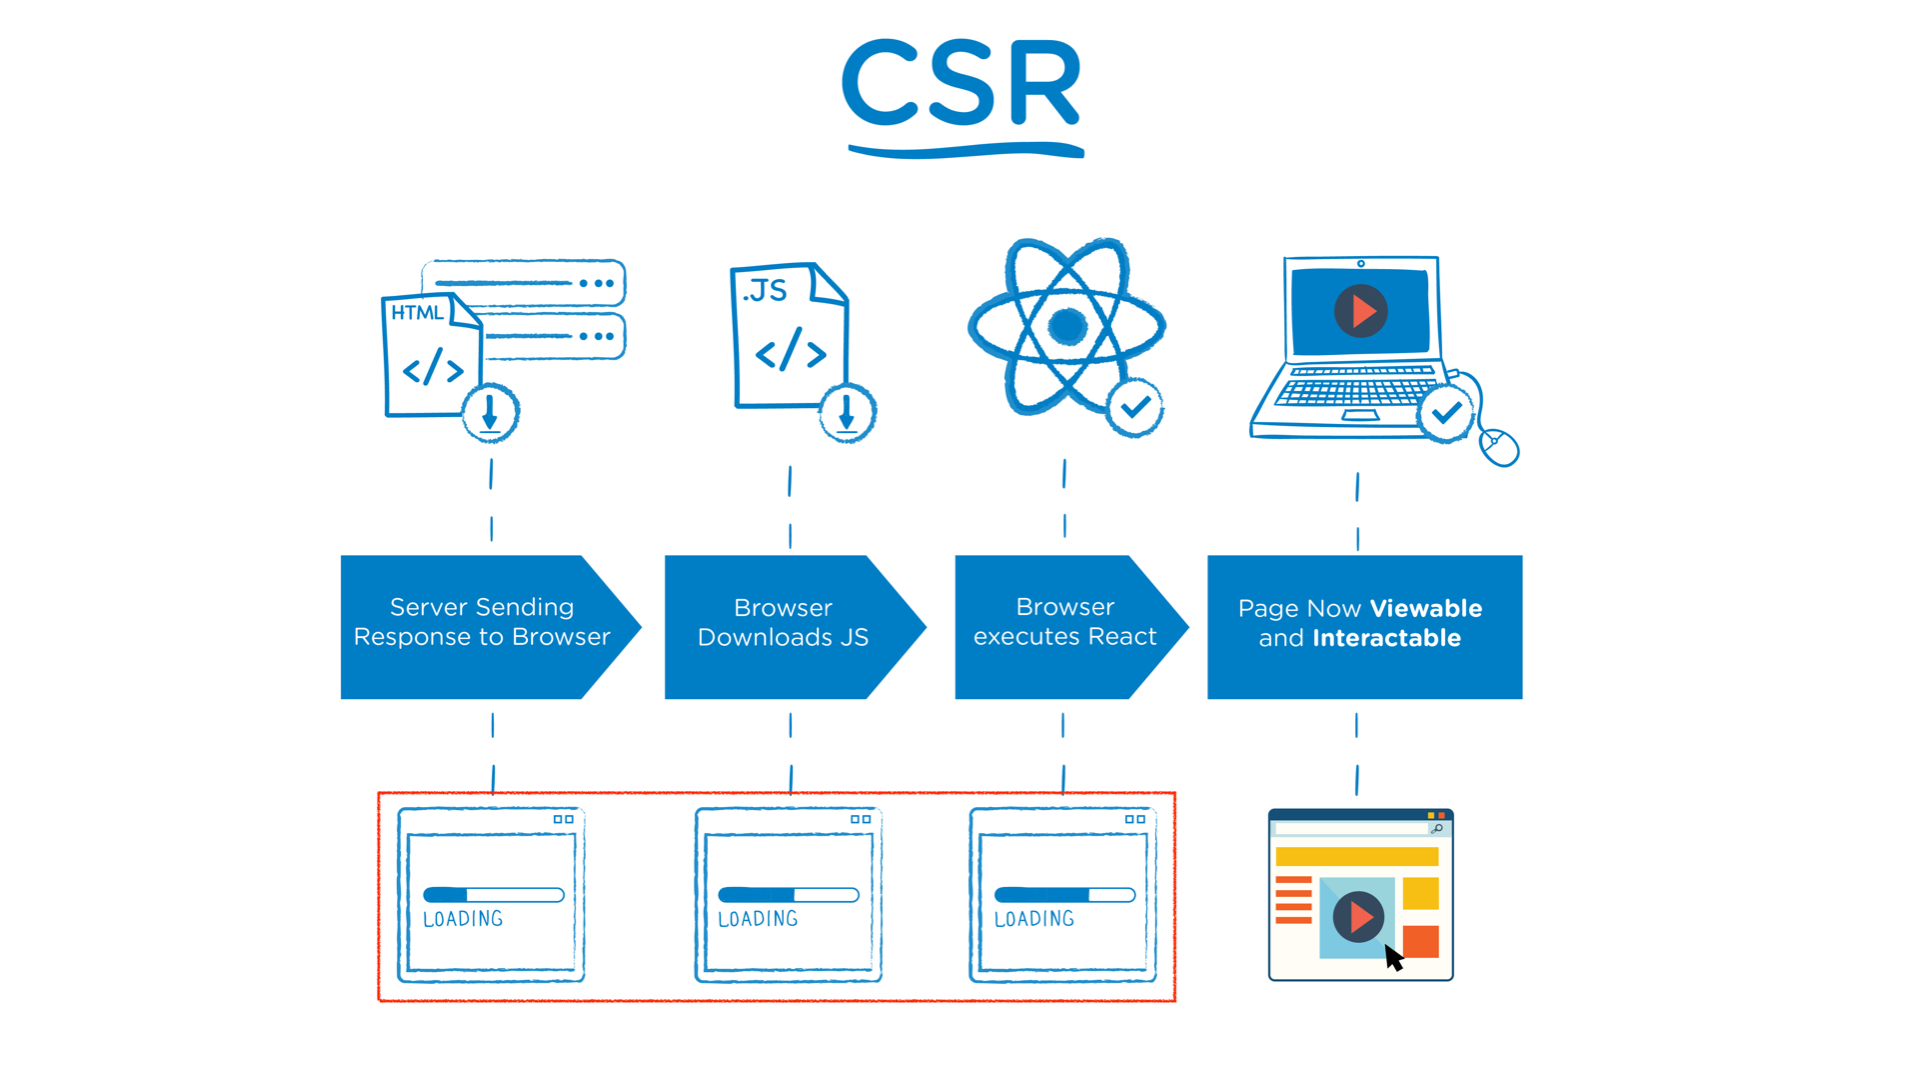 CSR
HTML
</>
.JS
</>
Server Sending
Response to Browser
Browser
Downloads JS
Browser
executes React
Page Now Viewable
and Interactable
LOADING
LOADING
LOADING